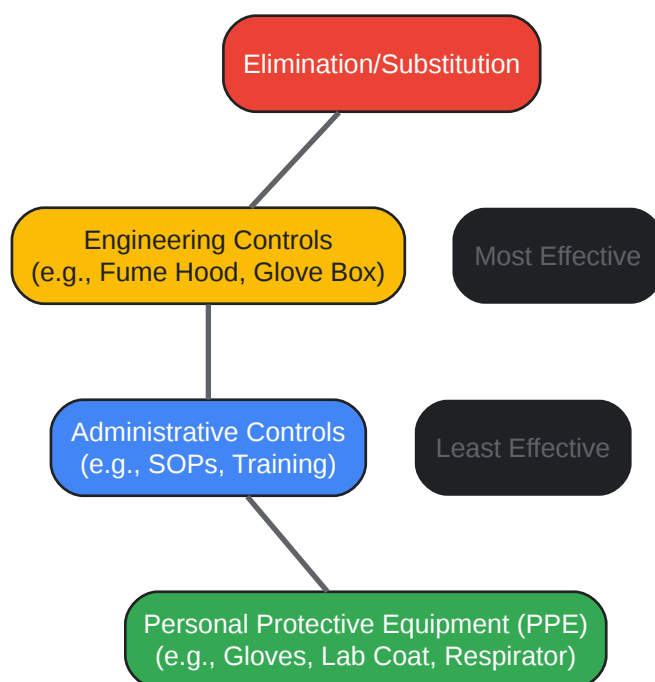 Elimination/Substitution
Engineering Controls
(e.g., Fume Hood, Glove Box)
Most Effective
Administrative Controls
(e.g., SOPs, Training)
Least Effective
Personal Protective Equipment (PPE)
(e.g., Gloves, Lab Coat, Respirator)